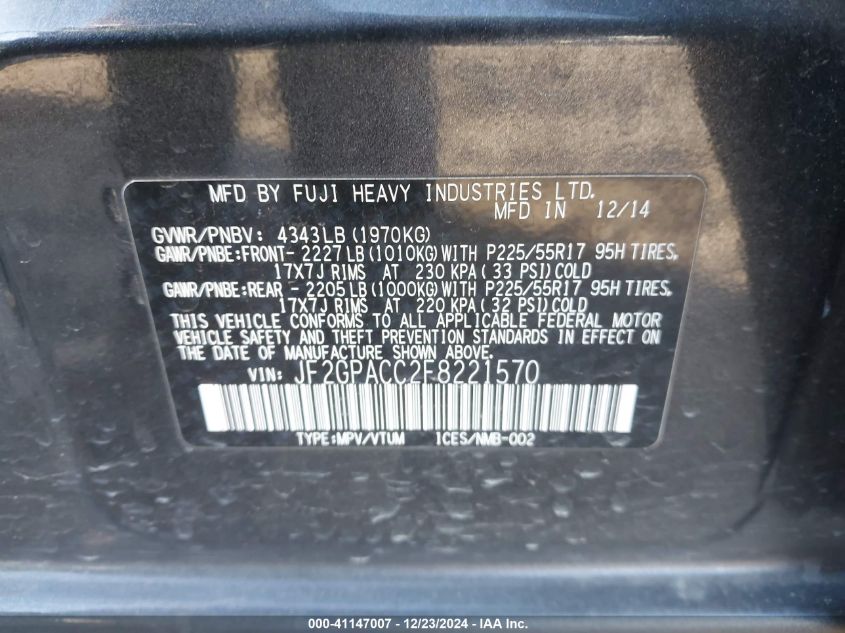 MFD BY FUJI HEAVY INDUSTRIES LTD.
MFD IN 12/14
GVWR/PNBV: 4343LB(1970KG)
GAWR/PNBE:FRONT- 2227LB(1010KG)WITH P225/55R17 95H TIRES,
17X7J RIMS AT 230 KPA( 33 PSI)COLD
GAWR/PNBE:REAR - 2205LB(1000KG)WITH P225/55R17 95H TIRES,
17X7J RIMS AT 220 KPA( 32 PSI)COLD
THIS VEHICLE CONFORMS TO ALL APPLICABLE FEDERAL MOTOR
VEHICLE SAFETY AND THEFT PREVENTION STANDARDS IN EFFECT ON
THE DATE OF MANUFACTURE SHOWN ABOVE.
VIN: JF2GPACC2F8221570
TYPE:MPV/VTUM ICES/NMB-002
000-41147007 - 12/23/2024 - IAA Inc.